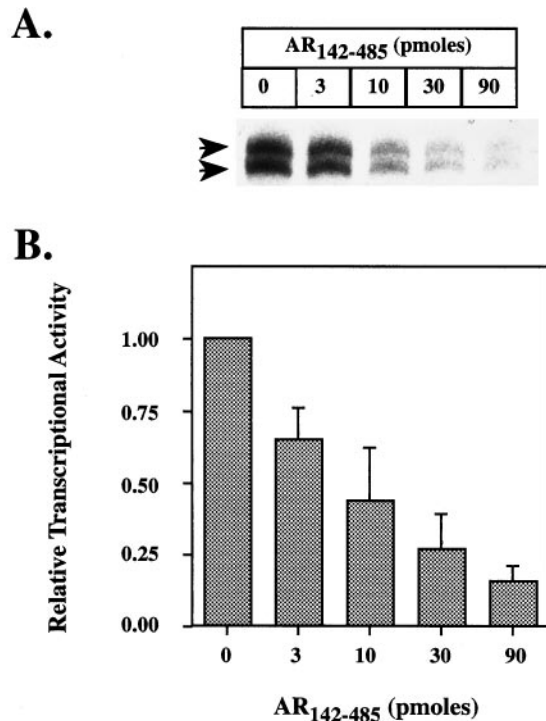 A.
AR142-485 (pmoles)
0 3 10 30 90
B.
Relative Transcriptional Activity
1.00
0.75
0.50
0.25
0.00
0 3 10 30 90
AR142-485 (pmoles)